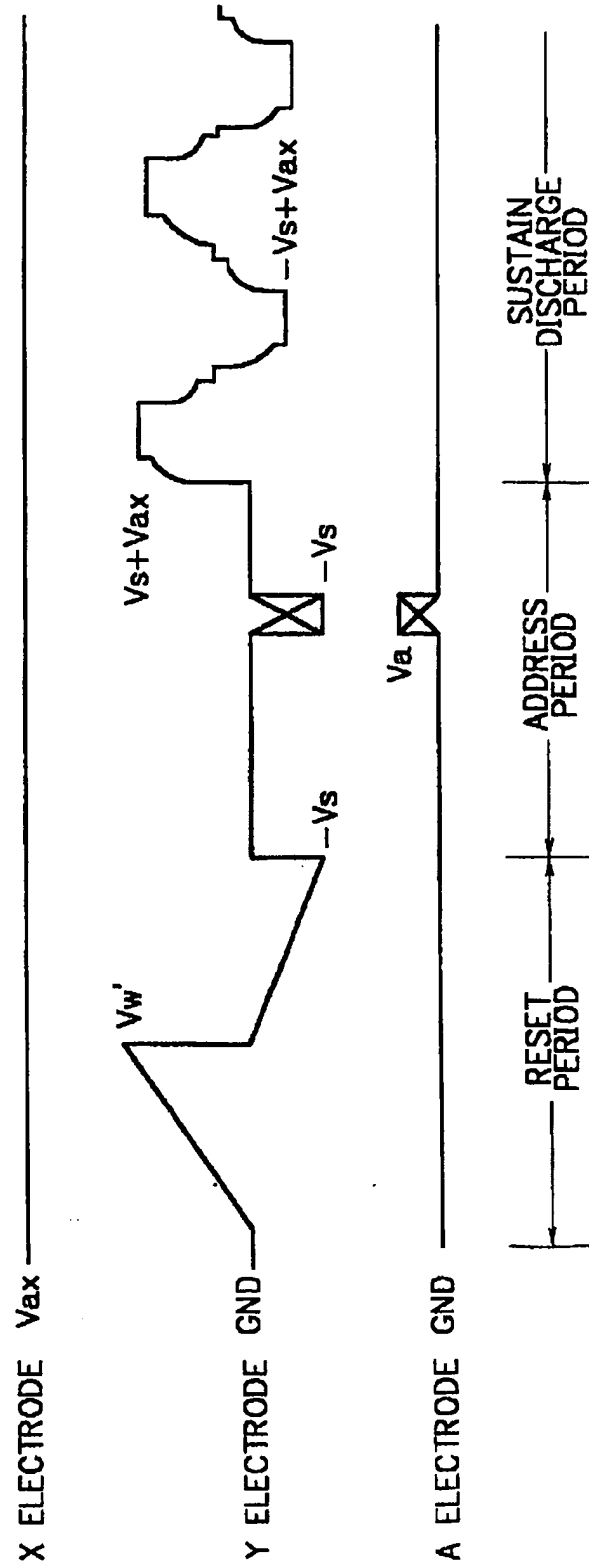 X ELECTRODE Vax
Y ELECTRODE GND
Vw'
−Vs
−Vs
Vs+Vax
−Vs+Vax
A ELECTRODE GND
Va
RESET
PERIOD
ADDRESS
PERIOD
SUSTAIN
DISCHARGE
PERIOD